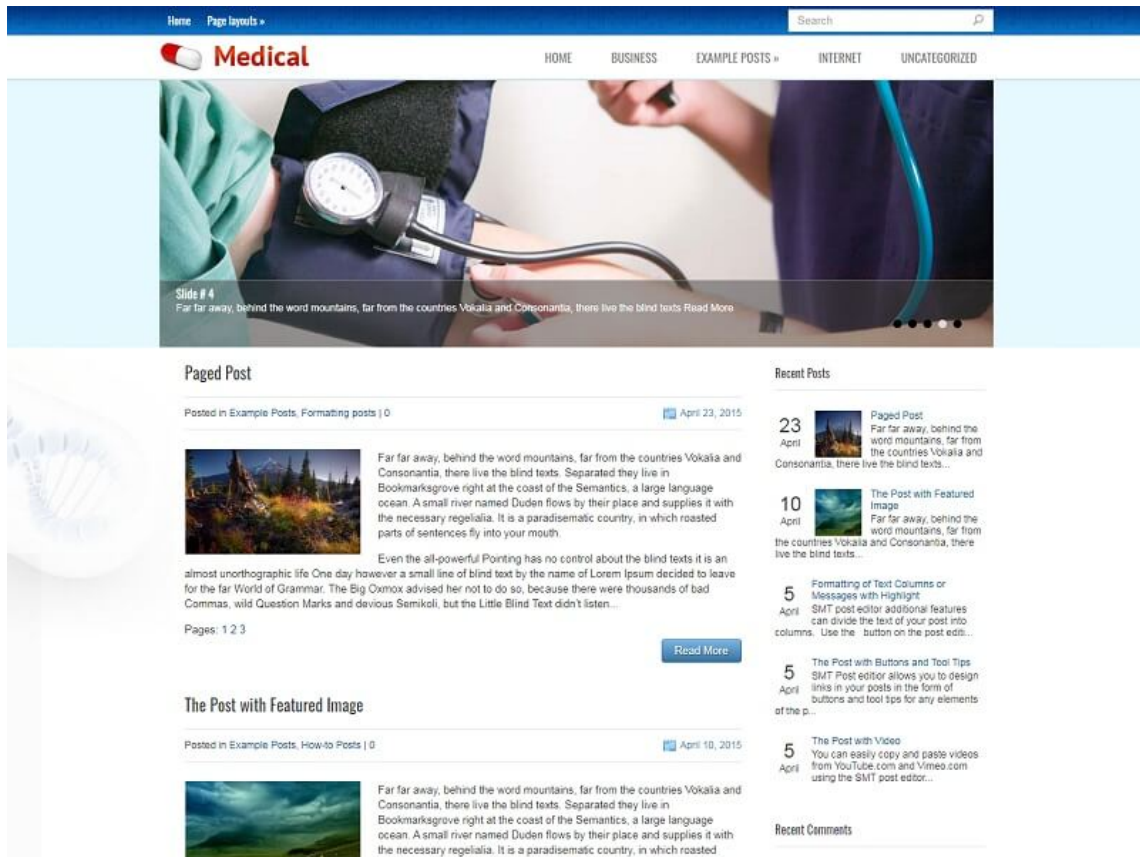 Home Page layouts »
Search
Medical
HOME BUSINESS EXAMPLE POSTS » INTERNET UNCATEGORIZED
Slide # 4
Far far away, behind the word mountains, far from the countries Vokalia and Consonantia, there live the blind texts Read More
Paged Post
Posted in Example Posts, Formatting posts | 0
April 23, 2015
Far far away, behind the word mountains, far from the countries Vokalia and
Consonantia, there live the blind texts. Separated they live in
Bookmarksgrove right at the coast of the Semantics, a large language
ocean. A small river named Duden flows by their place and supplies it with
the necessary regelialia. It is a paradisematic country, in which roasted
parts of sentences fly into your mouth.
Even the all-powerful Pointing has no control about the blind texts it is an
almost unorthographic life One day however a small line of blind text by the name of Lorem Ipsum decided to leave
for the far World of Grammar. The Big Oxmox advised her not to do so, because there were thousands of bad
Commas, wild Question Marks and devious Semikoli, but the Little Blind Text didn't listen...
Pages: 1 2 3
Read More
The Post with Featured Image
Posted in Example Posts, How-to Posts | 0
April 10, 2015
Far far away, behind the word mountains, far from the countries Vokalia and
Consonantia, there live the blind texts. Separated they live in
Bookmarksgrove right at the coast of the Semantics, a large language
ocean. A small river named Duden flows by their place and supplies it with
the necessary regelialia. It is a paradisematic country, in which roasted
Recent Posts
23
April
Paged Post
Far far away, behind the
word mountains, far from
the countries Vokalia and
Consonantia, there live the blind texts...
10
April
The Post with Featured
Image
Far far away, behind the
word mountains, far from
the countries Vokalia and Consonantia, there
live the blind texts...
5
April
Formatting of Text Columns or
Messages with Highlight
SMT post editor additional features
can divide the text of your post into
columns. Use the button on the post editi...
5
April
The Post with Buttons and Tool Tips
SMT Post editior allows you to design
links in your posts in the form of
buttons and tool tips for any elements
of the p...
5
April
The Post with Video
You can easily copy and paste videos
from YouTube.com and Vimeo.com
using the SMT post editor...
Recent Comments